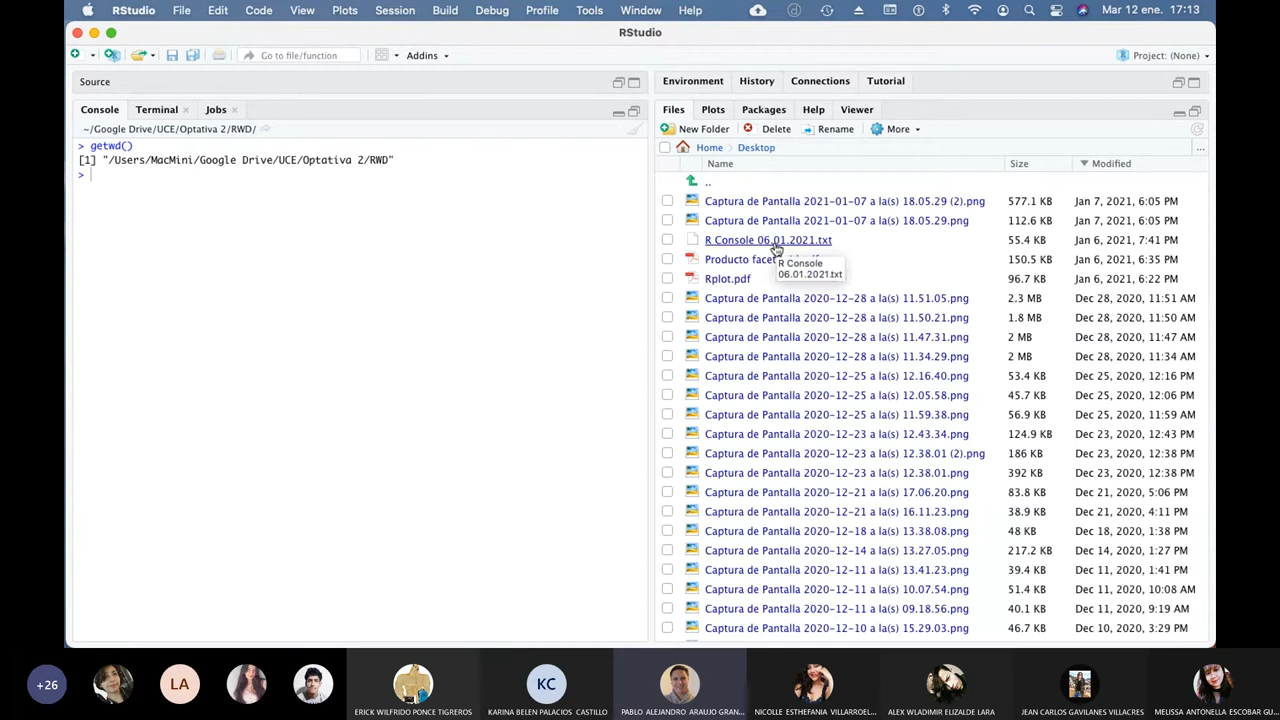 RStudio File Edit Code View Plots Session Build Debug Profile Tools Window Help Mar 12 ene. 17:13
RStudio
Go to file/function Addins Project: (None)
Source
Environment History Connections Tutorial
Console Terminal Jobs
Files Plots Packages Help Viewer
~/Google Drive/UCE/Optativa 2/RWD/
New Folder Delete Rename More
> getwd()
[1] "/Users/MacMini/Google Drive/UCE/Optativa 2/RWD"
>
Home Desktop ...
Name Size Modified
..
Captura de Pantalla 2021-01-07 a la(s) 18.05.29 (2).png 577.1 KB Jan 7, 2021, 6:05 PM
Captura de Pantalla 2021-01-07 a la(s) 18.05.29.png 112.6 KB Jan 7, 2021, 6:05 PM
R Console 06.01.2021.txt 55.4 KB Jan 6, 2021, 7:41 PM
Producto 150.5 KB Jan 6, 2021, 6:35 PM
R Console
06.01.2021.txt
Rplot.pdf 96.7 KB Jan 6, 2021, 6:22 PM
Captura de Pantalla 2020-12-28 a la(s) 11.51.05.png 2.3 MB Dec 28, 2020, 11:51 AM
Captura de Pantalla 2020-12-28 a la(s) 11.50.21.png 1.8 MB Dec 28, 2020, 11:50 AM
Captura de Pantalla 2020-12-28 a la(s) 11.47.31.png 2 MB Dec 28, 2020, 11:47 AM
Captura de Pantalla 2020-12-28 a la(s) 11.34.29.png 2 MB Dec 28, 2020, 11:34 AM
Captura de Pantalla 2020-12-25 a la(s) 12.16.40.png 53.4 KB Dec 25, 2020, 12:16 PM
Captura de Pantalla 2020-12-25 a la(s) 12.05.58.png 45.7 KB Dec 25, 2020, 12:06 PM
Captura de Pantalla 2020-12-25 a la(s) 11.59.38.png 56.9 KB Dec 25, 2020, 11:59 AM
Captura de Pantalla 2020-12-23 a la(s) 12.43.34.png 124.9 KB Dec 23, 2020, 12:43 PM
Captura de Pantalla 2020-12-23 a la(s) 12.38.01 (2).png 186 KB Dec 23, 2020, 12:38 PM
Captura de Pantalla 2020-12-23 a la(s) 12.38.01.png 392 KB Dec 23, 2020, 12:38 PM
Captura de Pantalla 2020-12-21 a la(s) 17.06.20.png 83.8 KB Dec 21, 2020, 5:06 PM
Captura de Pantalla 2020-12-21 a la(s) 16.11.23.png 38.9 KB Dec 21, 2020, 4:11 PM
Captura de Pantalla 2020-12-18 a la(s) 13.38.08.png 48 KB Dec 18, 2020, 1:38 PM
Captura de Pantalla 2020-12-14 a la(s) 13.27.05.png 217.2 KB Dec 14, 2020, 1:27 PM
Captura de Pantalla 2020-12-11 a la(s) 13.41.23.png 39.4 KB Dec 11, 2020, 1:41 PM
Captura de Pantalla 2020-12-11 a la(s) 10.07.54.png 51.4 KB Dec 11, 2020, 10:08 AM
Captura de Pantalla 2020-12-11 a la(s) 09.18.56.png 40.1 KB Dec 11, 2020, 9:19 AM
Captura de Pantalla 2020-12-10 a la(s) 15.29.03.png 46.7 KB Dec 10, 2020, 3:29 PM
+26 LA KC
ERICK WILFRIDO PONCE TIGREROS KARINA BELEN PALACIOS CASTILLO PABLO ALEJANDRO ARAUJO GRAN... NICOLLE ESTHEFANIA VILLARROEL... ALEX WLADIMIR ELIZALDE LARA JEAN CARLOS GAVILANES VILLACRES MELISSA ANTONELLA ESCOBAR GU...